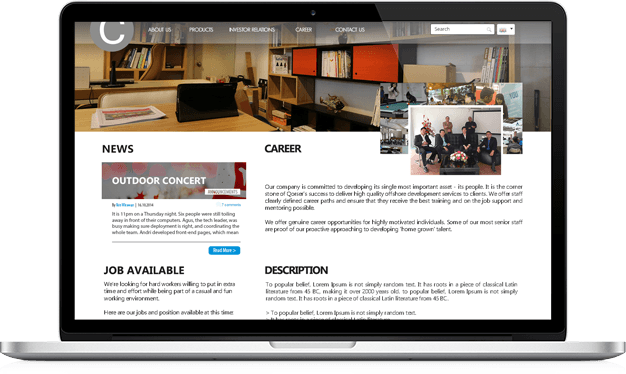 C
ABOUT US PRODUCTS INVESTOR RELATIONS CAREER CONTACT US Search
NEWS
OUTDOOR CONCERT
It is 11pm on a Thursday night. Six people were still toiling
away in front of their computers. Agus, the tech leader, was
busy making sure deployment is right, and coordinating the
whole team. Andri developed front-end pages, which mean
Read More >
JOB AVAILABLE
We're looking for hard workers willing to put in extra
time and effort while being part of a casual and fun
working environment.
Here are our jobs and position available at this time:
CAREER
Our company is committed to developing its single most important asset - its people. It is the corner
stone of Qorser's success to deliver high quality offshore development services to clients. We offer staff
clearly defined career paths and ensure that they receive the best training and on the job support and
mentoring possible.
We offer genuine career opportunities for highly motivated individuals. Some of our most senior staff
are proof of our proactive approaching to developing 'home grown' talent.
DESCRIPTION
To popular belief, Lorem Ipsum is not simply random text. It has roots in a piece of classical Latin
literature from 45 BC, making it over 2000 years old. to popular belief, Lorem Ipsum is not simply
random text. It has roots in a piece of classical Latin literature from 45 BC.
> To popular belief, Lorem Ipsum is not simply random text.